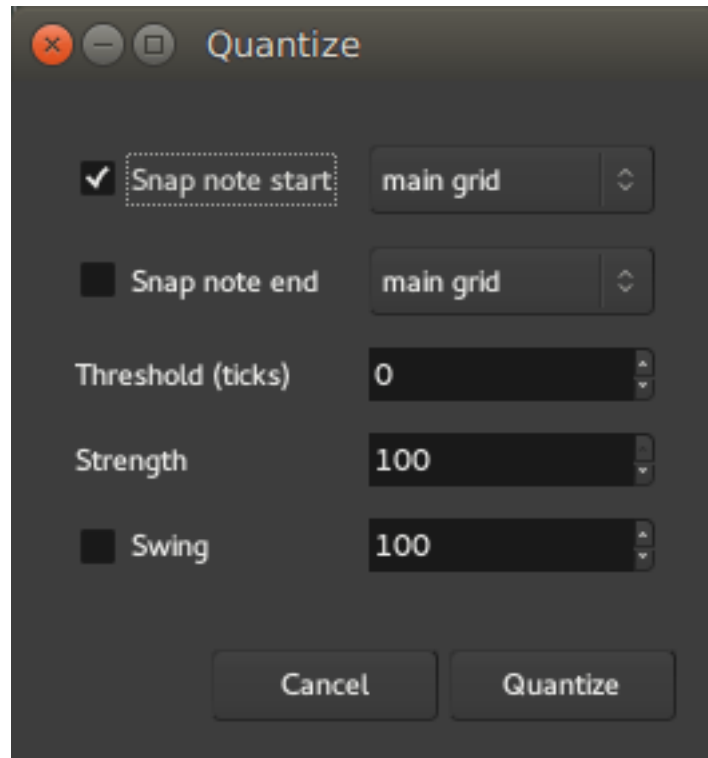 Quantize
Snap note start main grid
Snap note end main grid
Threshold (ticks) 0
Strength 100
Swing 100
Cancel Quantize